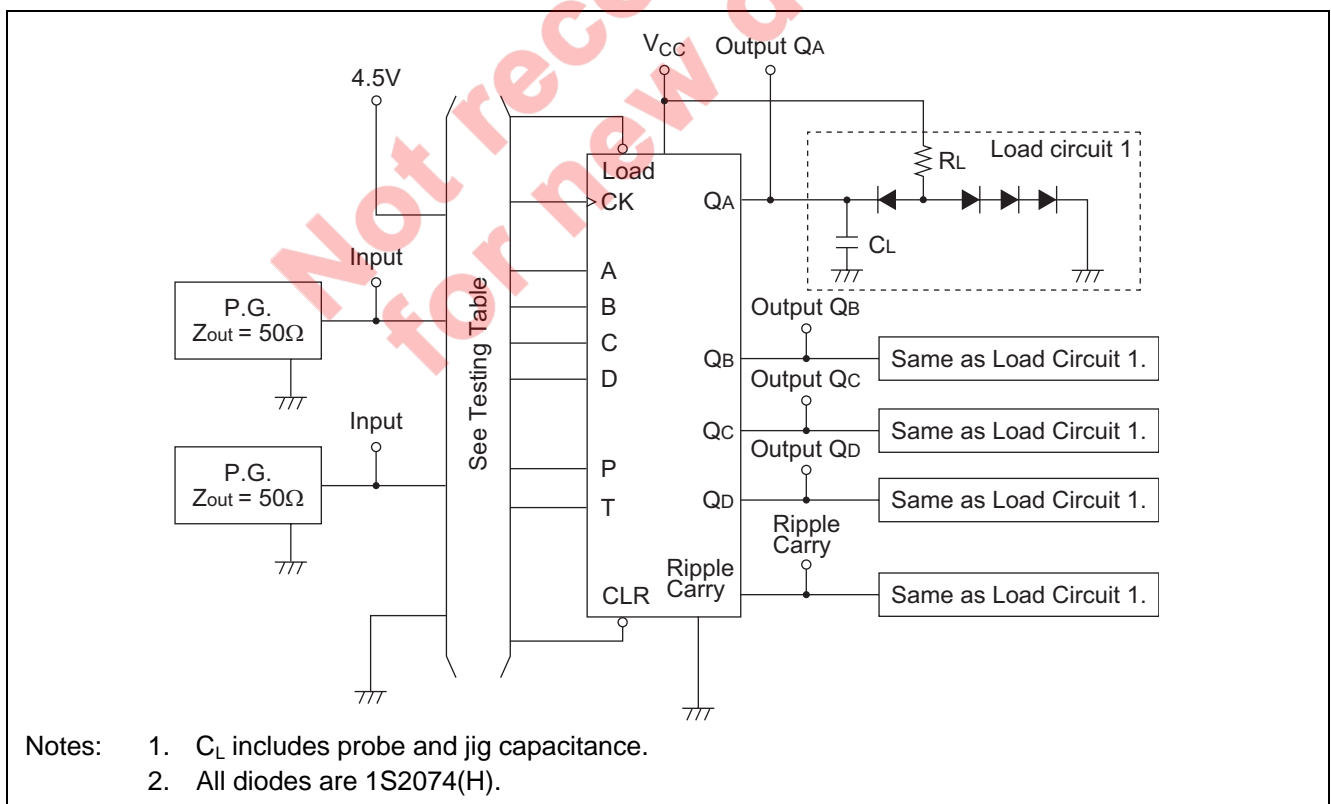 Not reco
for new d
VCC
Output QA
4.5V
Load circuit 1
RL
Load
CK
QA
CL
Input
A
P.G.
Zout = 50Ω
See Testing Table
B
Output QB
C
QB
Same as Load Circuit 1.
D
Output QC
Input
QC
Same as Load Circuit 1.
Output QD
P.G.
Zout = 50Ω
P
T
QD
Same as Load Circuit 1.
Ripple
Carry
Ripple
Carry
CLR
Same as Load Circuit 1.
Notes: 1. CL includes probe and jig capacitance.
2. All diodes are 1S2074(H).